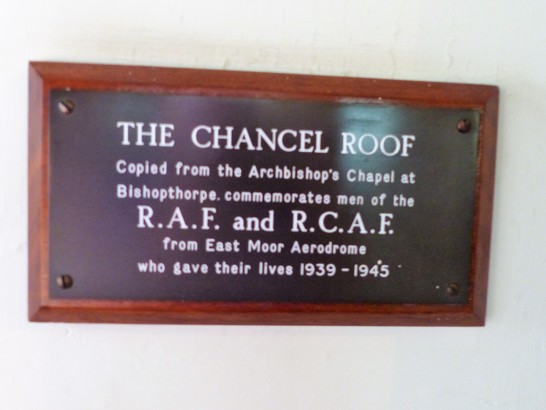 THE CHANCEL ROOF
Copied from the Archbishop's Chapel at
Bishopthorpe. commemorates men of the
R.A.F. and R.C.A.F.
from East Moor Aerodrome
who gave their lives 1939 - 1945